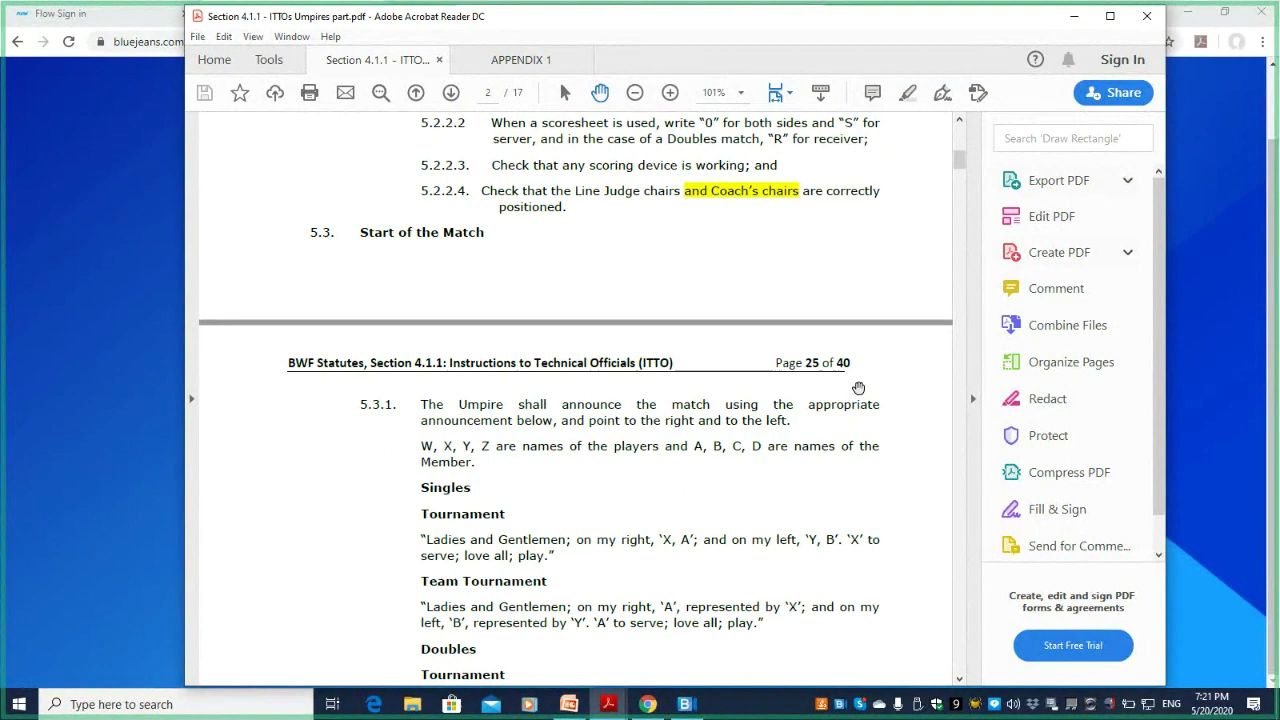 Flow Sign in
bluejeans.com
Section 4.1.1 - ITTOs Umpires part.pdf - Adobe Acrobat Reader DC
File Edit View Window Help
Home Tools Section 4.1.1 - ITTO... × APPENDIX 1 Sign In
2 / 17 101% Share
5.2.2.2 When a scoresheet is used, write “0” for both sides and “S” for
server, and in the case of a Doubles match, “R” for receiver;
5.2.2.3. Check that any scoring device is working; and
5.2.2.4. Check that the Line Judge chairs and Coach’s chairs are correctly
positioned.
5.3. Start of the Match
BWF Statutes, Section 4.1.1: Instructions to Technical Officials (ITTO) Page 25 of 40
5.3.1. The Umpire shall announce the match using the appropriate
announcement below, and point to the right and to the left.
W, X, Y, Z are names of the players and A, B, C, D are names of the
Member.
Singles
Tournament
“Ladies and Gentlemen; on my right, ‘X, A’; and on my left, ‘Y, B’. ‘X’ to
serve; love all; play.”
Team Tournament
“Ladies and Gentlemen; on my right, ‘A’, represented by ‘X’; and on my
left, ‘B’, represented by ‘Y’. ‘A’ to serve; love all; play.”
Doubles
Tournament
Search 'Draw Rectangle'
Export PDF
Edit PDF
Create PDF
Comment
Combine Files
Organize Pages
Redact
Protect
Compress PDF
Fill & Sign
Send for Comme...
Create, edit and sign PDF
forms & agreements
Start Free Trial
Type here to search
ENG
7:21 PM
5/20/2020